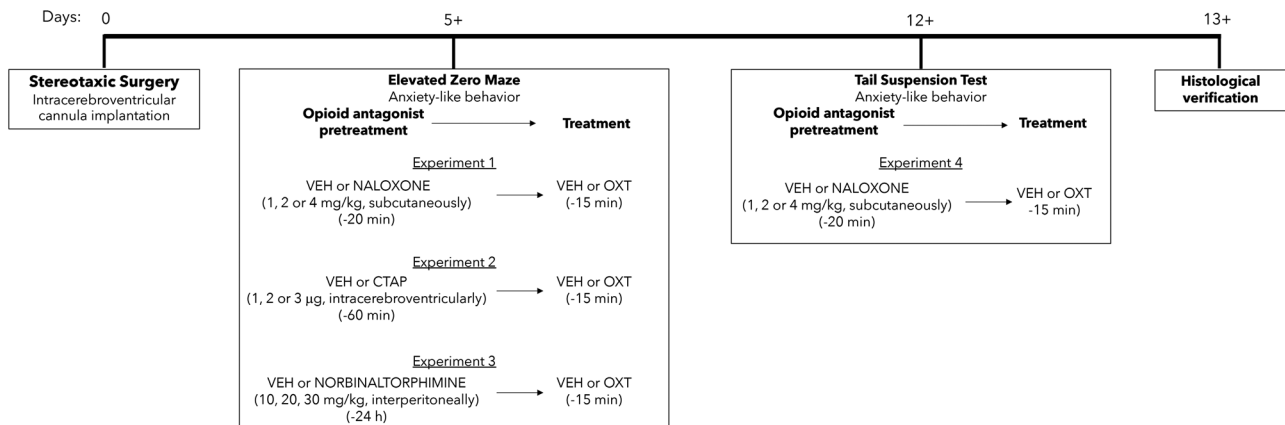 Days: 0 5+ 12+ 13+
Stereotaxic Surgery
Intracerebroventricular
cannula implantation
Elevated Zero Maze
Anxiety-like behavior
Opioid antagonist
pretreatment
Treatment
Experiment 1
VEH or NALOXONE
(1, 2 or 4 mg/kg, subcutaneously)
(-20 min)
VEH or OXT
(-15 min)
Experiment 2
VEH or CTAP
(1, 2 or 3 μg, intracerebroventricularly)
(-60 min)
VEH or OXT
(-15 min)
Experiment 3
VEH or NORBINALTORPHIMINE
(10, 20, 30 mg/kg, interperitoneally)
(-24 h)
VEH or OXT
(-15 min)
Tail Suspension Test
Anxiety-like behavior
Opioid antagonist
pretreatment
Treatment
Experiment 4
VEH or NALOXONE
(1, 2 or 4 mg/kg, subcutaneously)
(-20 min)
VEH or OXT
-15 min)
Histological
verification